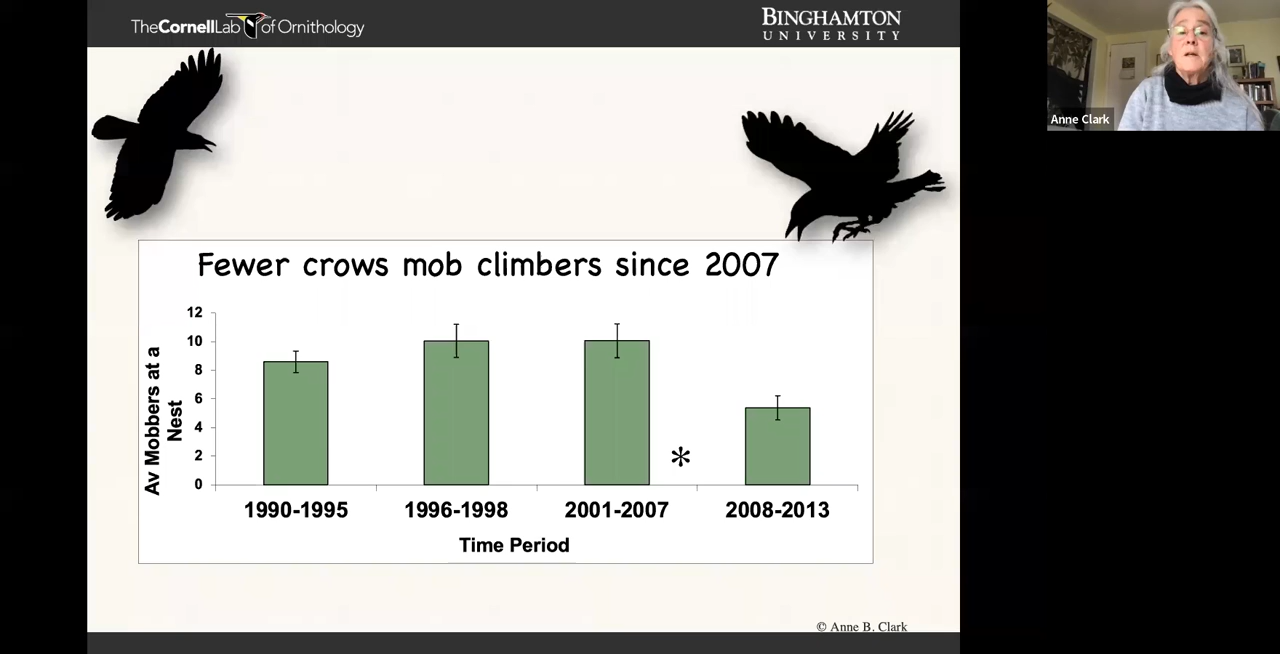 TheCornellLab of Ornithology
BINGHAMTON
UNIVERSITY
Anne Clark
Fewer crows mob climbers since 2007
Av Mobbers at a
Nest
12
10
8
6
4
2
0
*
1990-1995 1996-1998 2001-2007 2008-2013
Time Period
© Anne B. Clark